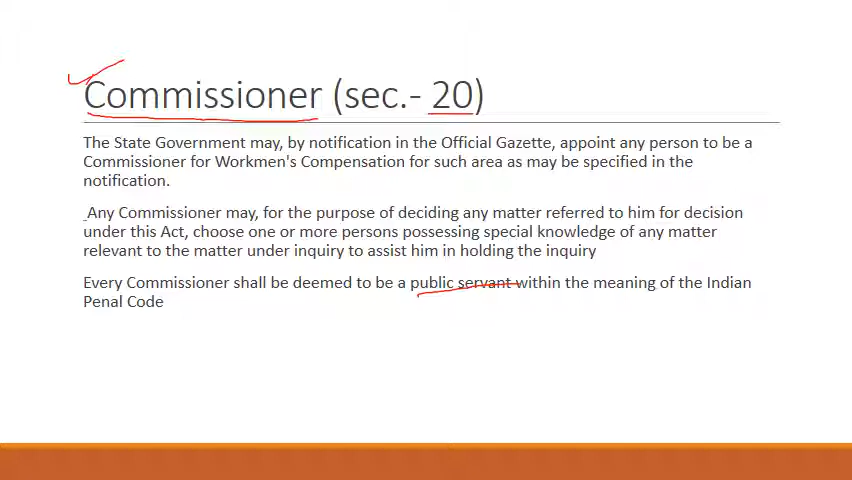 Commissioner (sec.- 20)
The State Government may, by notification in the Official Gazette, appoint any person to be a
Commissioner for Workmen's Compensation for such area as may be specified in the
notification.
Any Commissioner may, for the purpose of deciding any matter referred to him for decision
under this Act, choose one or more persons possessing special knowledge of any matter
relevant to the matter under inquiry to assist him in holding the inquiry
Every Commissioner shall be deemed to be a public servant within the meaning of the Indian
Penal Code